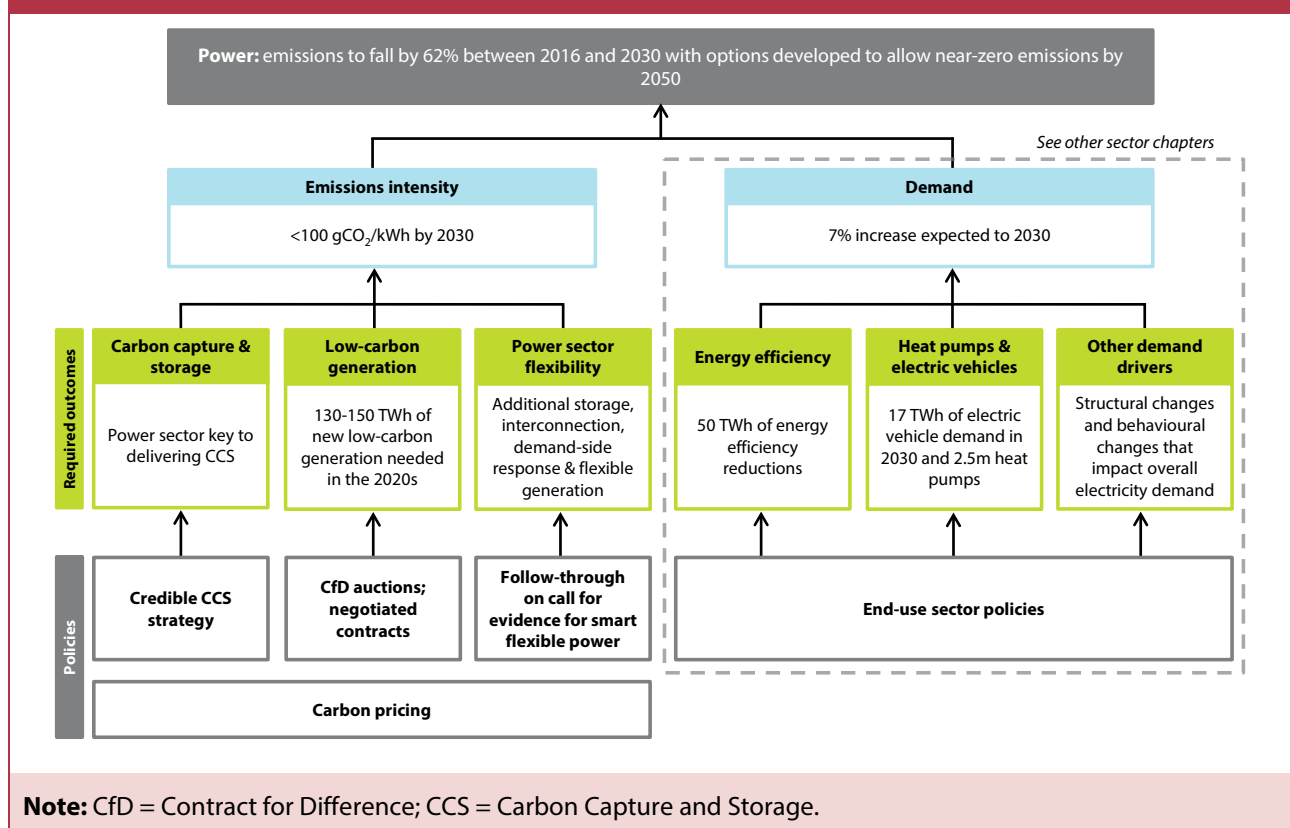 Power: emissions to fall by 62% between 2016 and 2030 with options developed to allow near-zero emissions by
2050
See other sector chapters
Emissions intensity
<100 gCO₂/kWh by 2030
Demand
7% increase expected to 2030
Required outcomes
Carbon capture &
storage
Power sector key to
delivering CCS
Low-carbon
generation
130-150 TWh of
new low-carbon
generation needed
in the 2020s
Power sector
flexibility
Additional storage,
interconnection,
demand-side
response & flexible
generation
Energy efficiency
50 TWh of energy
efficiency
reductions
Heat pumps &
electric vehicles
17 TWh of electric
vehicle demand in
2030 and 2.5m heat
pumps
Other demand
drivers
Structural changes
and behavioural
changes that
impact overall
electricity demand
Policies
Credible CCS
strategy
CfD auctions;
negotiated
contracts
Follow-through
on call for
evidence for smart
flexible power
End-use sector policies
Carbon pricing
Note: CfD = Contract for Difference; CCS = Carbon Capture and Storage.